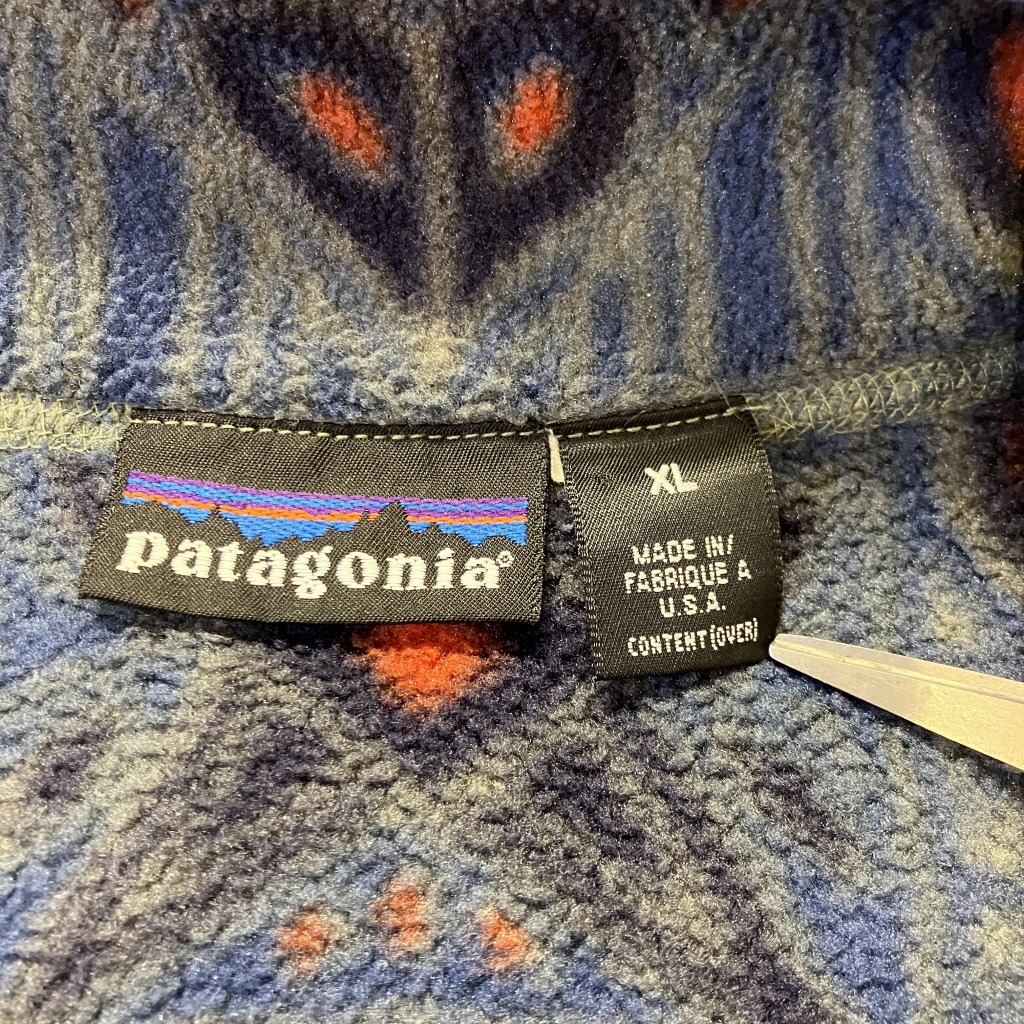 patagonia®
XL
MADE IN/
FABRIQUE A
U.S.A.
CONTENT(OVER)